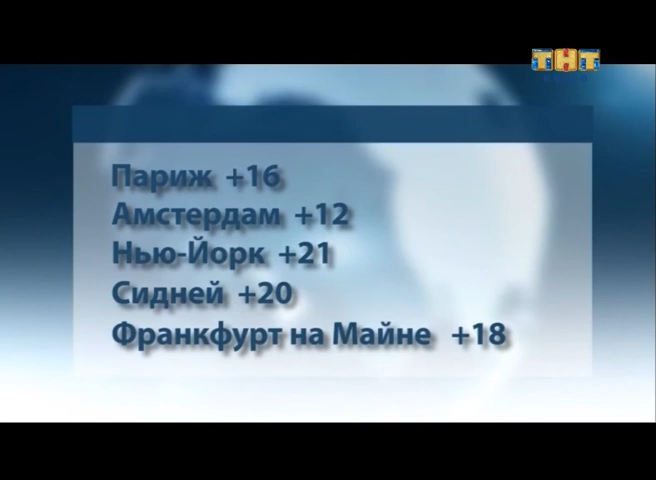 ТНТ
Париж +16
Амстердам +12
Нью-Йорк +21
Сидней +20
Франкфурт на Майне +18